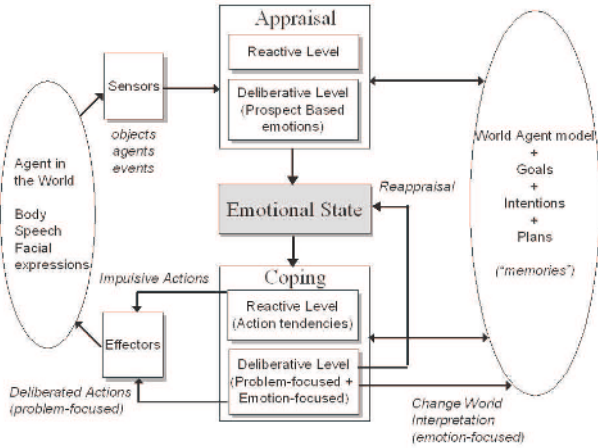 Appraisal
Reactive Level
Deliberative Level
(Prospect Based
emotions)
Sensors
objects
agents
events
Agent in
the World
Body
Speech
Facial
expressions
World Agent model
+
Goals
+
Intentions
+
Plans
("memories")
Reappraisal
Emotional State
Impulsive Actions
Coping
Reactive Level
(Action tendencies)
Effectors
Deliberative Level
(Problem-focused +
Emotion-focused)
Deliberated Actions
(problem-focused)
Change World
Interpretation
(emotion-focused)